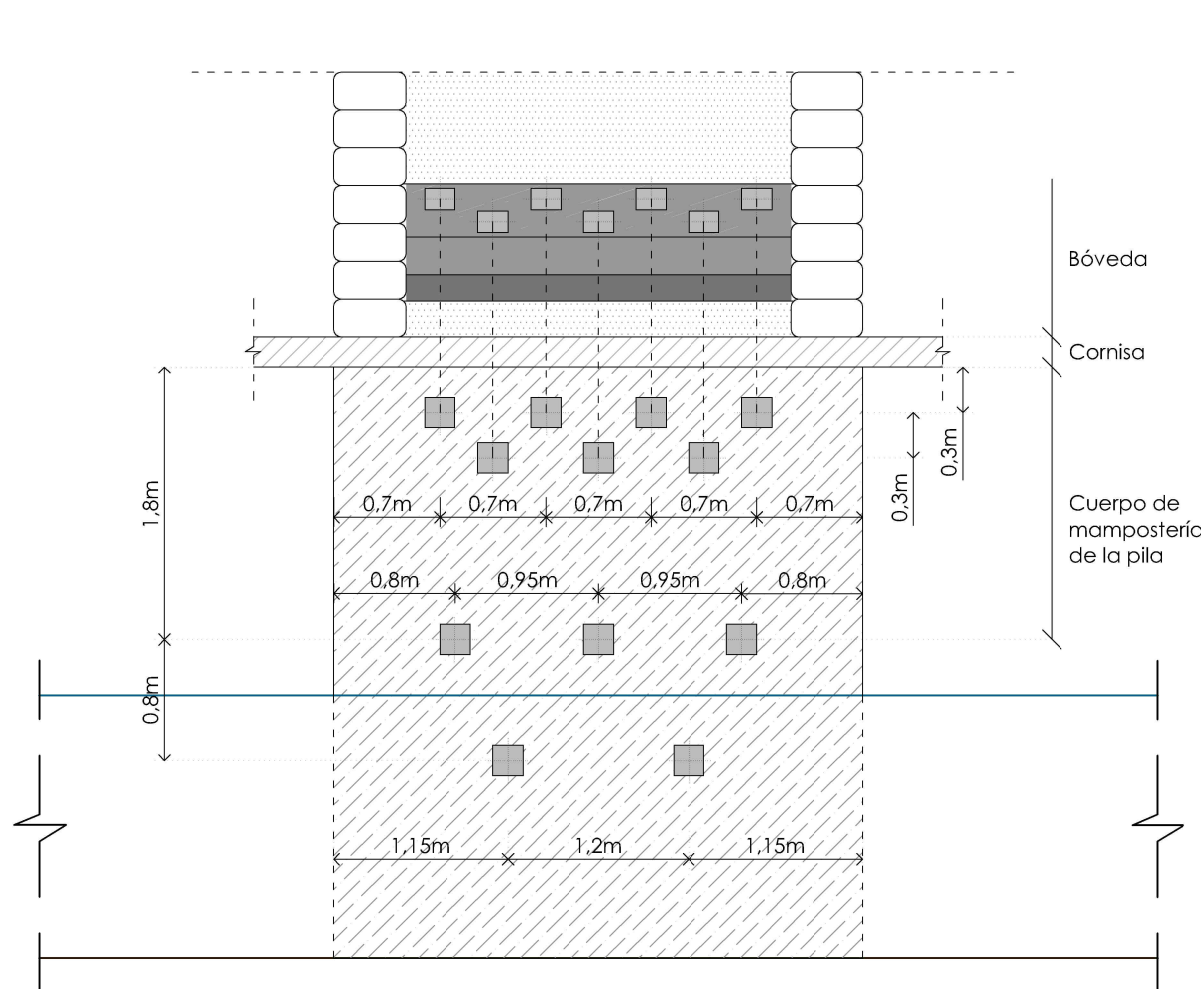 Bóveda
Cornisa
0,3m
0,3m
1,8m
0,7m 0,7m 0,7m 0,7m 0,7m
Cuerpo de
mampostería
de la pila
0,8m 0,95m 0,95m 0,8m
0,8m
1,15m 1,2m 1,15m